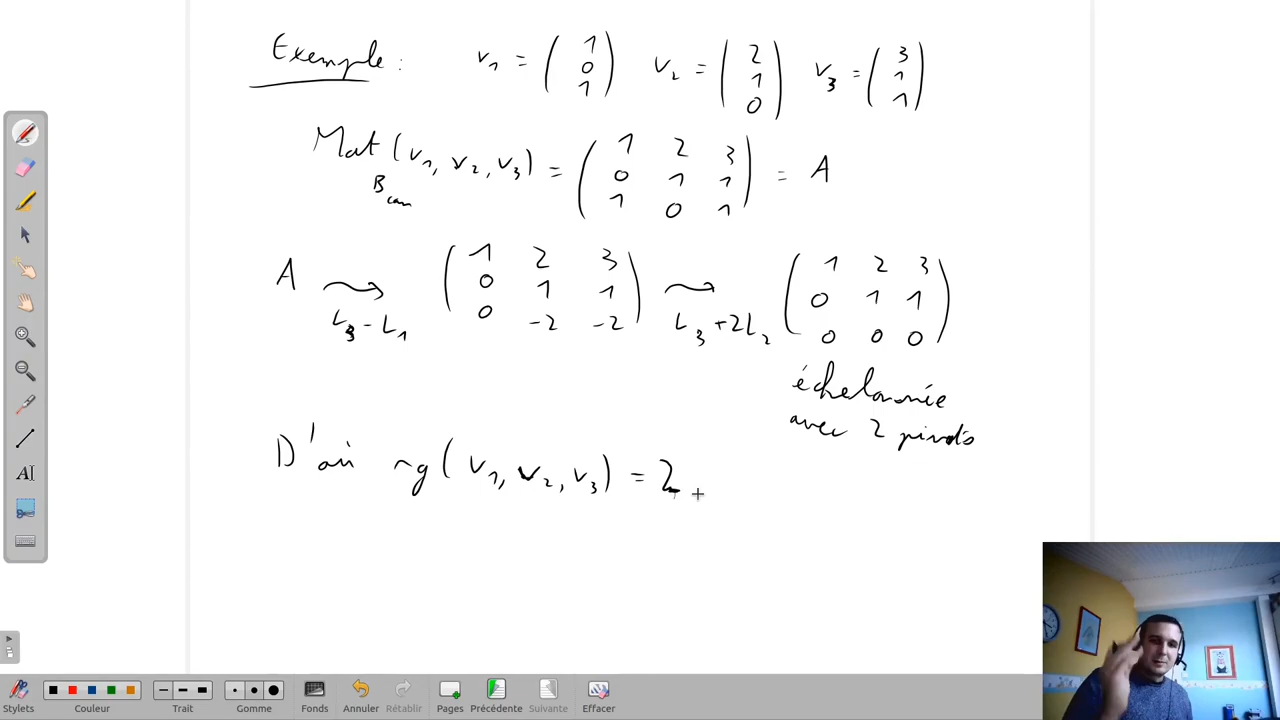 Exemple : v₁ = (1 0 1) v₂ = (2 1 0) v₃ = (3 1 1)
Mat (v₁, v₂, v₃) = (1 2 3 / 0 1 1 / 1 0 1) = A
Bcan
A ⟿ (1 2 3 / 0 1 1 / 0 -2 -2) ⟿ (1 2 3 / 0 1 1 / 0 0 0)
L₃ - L₁ L₃ + 2L₂
échelonnée
avec 2 pivots
D'où rg(v₁, v₂, v₃) = 2
Stylets
Couleur
Trait
Gomme
Fonds
Annuler
Rétablir
Pages
Précédente
Suivante
Effacer